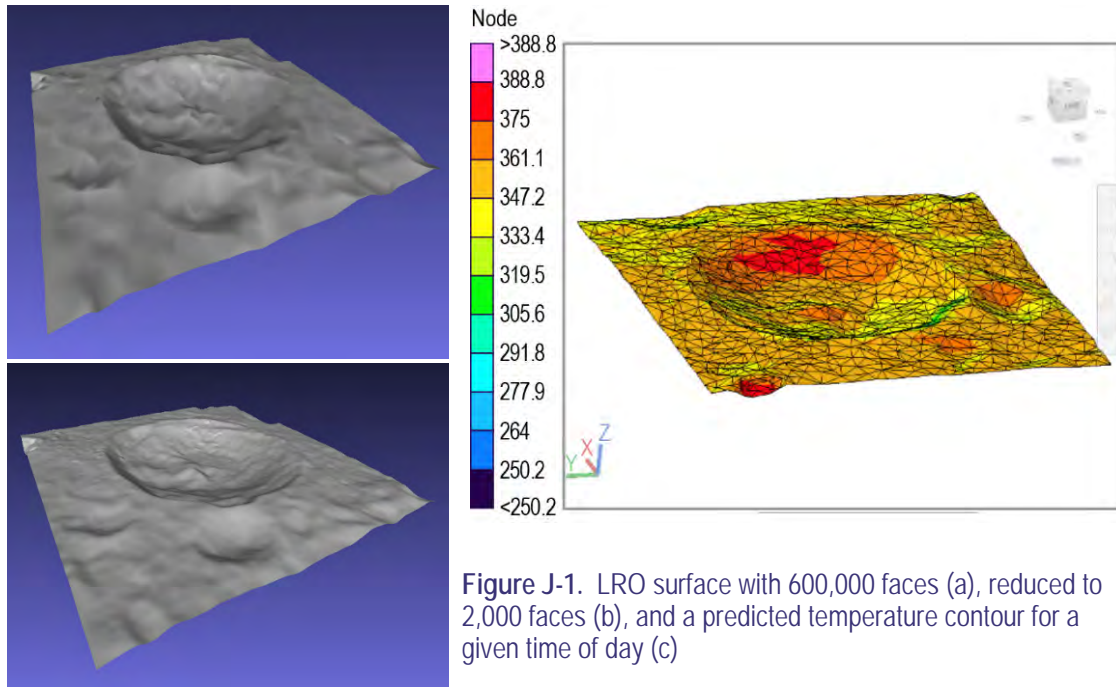 Node
>388.8
388.8
375
361.1
347.2
333.4
319.5
305.6
291.8
277.9
264
250.2
<250.2
Z
X
Y
Figure J-1. LRO surface with 600,000 faces (a), reduced to
2,000 faces (b), and a predicted temperature contour for a
given time of day (c)